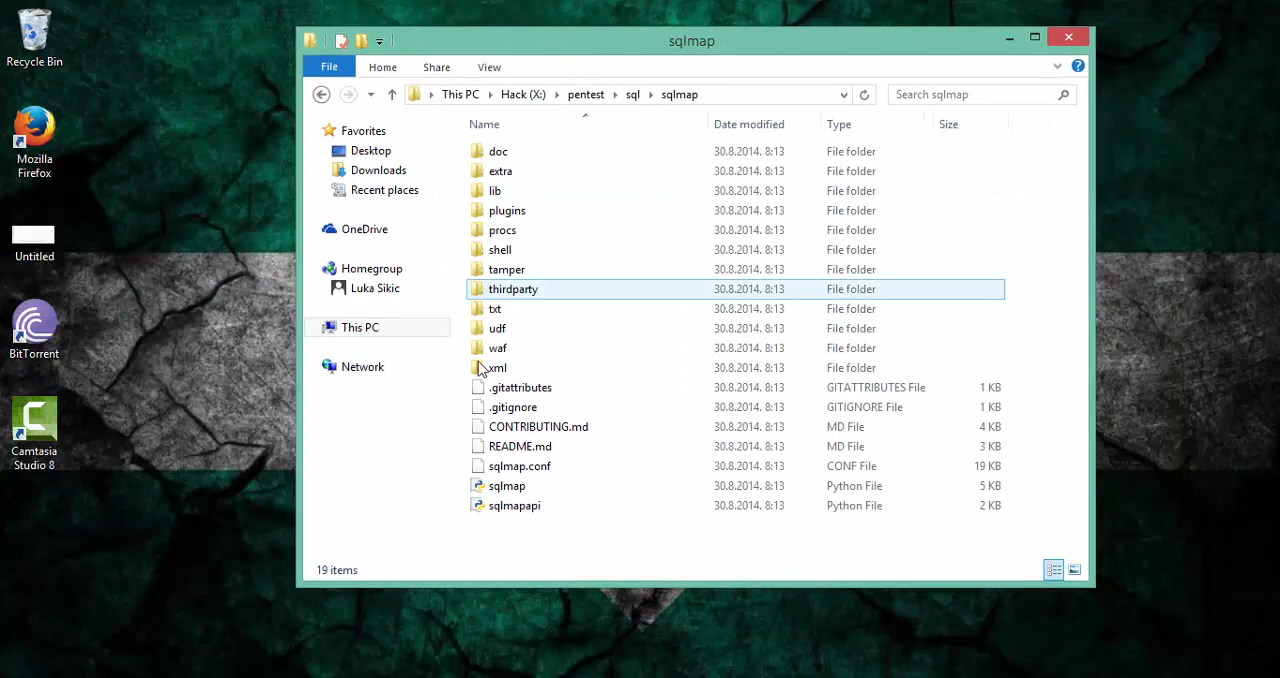 Recycle Bin
Mozilla
Firefox
Untitled
BitTorrent
Camtasia
Studio 8
sqlmap
File Home Share View
This PC Hack (X:) pentest sql sqlmap
Search sqlmap
Favorites
Desktop
Downloads
Recent places
OneDrive
Homegroup
Luka Sikic
This PC
Network
Name Date modified Type Size
doc 30.8.2014. 8:13 File folder
extra 30.8.2014. 8:13 File folder
lib 30.8.2014. 8:13 File folder
plugins 30.8.2014. 8:13 File folder
procs 30.8.2014. 8:13 File folder
shell 30.8.2014. 8:13 File folder
tamper 30.8.2014. 8:13 File folder
thirdparty 30.8.2014. 8:13 File folder
txt 30.8.2014. 8:13 File folder
udf 30.8.2014. 8:13 File folder
waf 30.8.2014. 8:13 File folder
xml 30.8.2014. 8:13 File folder
.gitattributes 30.8.2014. 8:13 GITATTRIBUTES File 1 KB
.gitignore 30.8.2014. 8:13 GITIGNORE File 1 KB
CONTRIBUTING.md 30.8.2014. 8:13 MD File 4 KB
README.md 30.8.2014. 8:13 MD File 3 KB
sqlmap.conf 30.8.2014. 8:13 CONF File 19 KB
sqlmap 30.8.2014. 8:13 Python File 5 KB
sqlmapapi 30.8.2014. 8:13 Python File 2 KB
19 items